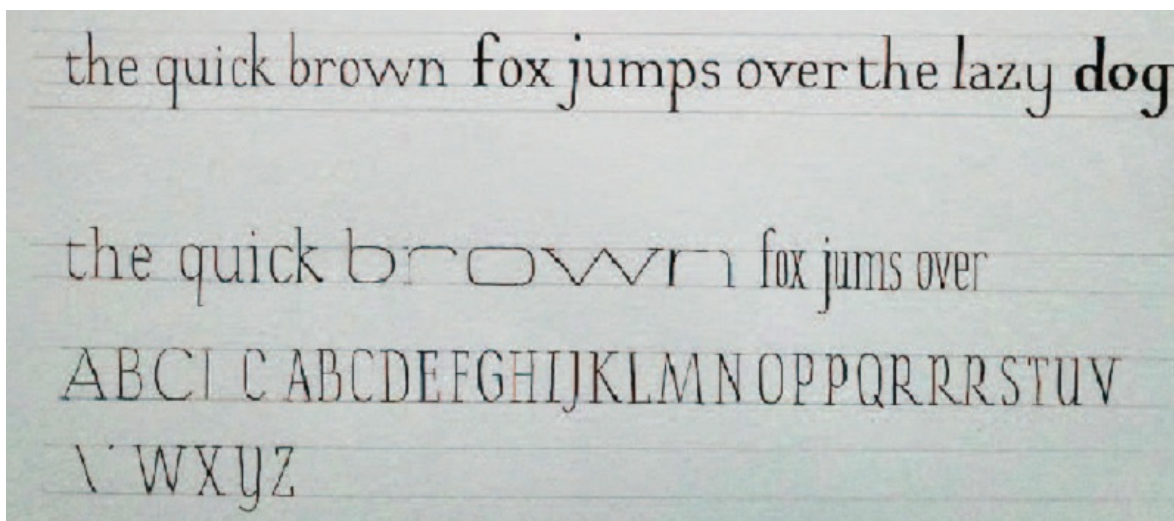 the quick brown fox jumps over the lazy dog
the quick brown fox jums over
ABCI C ABCDEFGHIJKLMNOPPQRRRSTUV
\ WXYZ